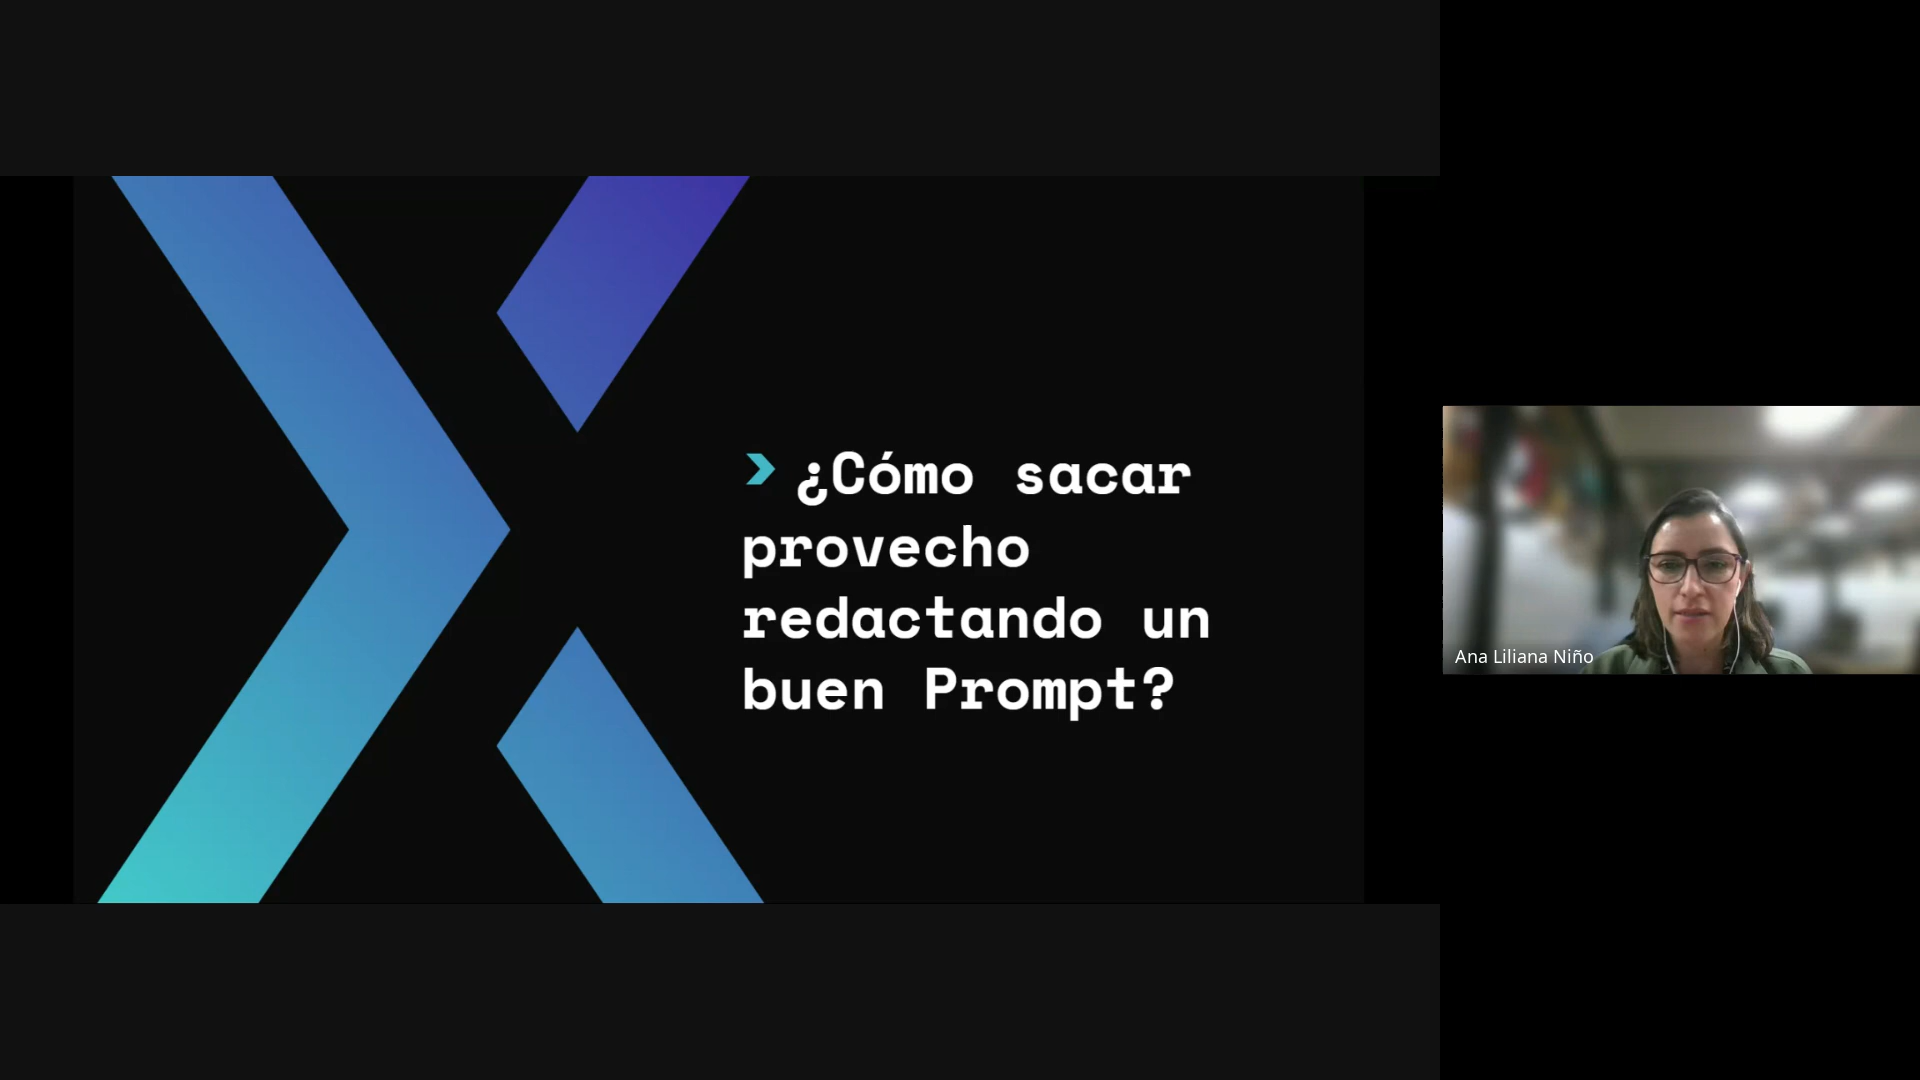 ¿Cómo sacar
provecho
redactando un
buen Prompt?
Ana Liliana Niño